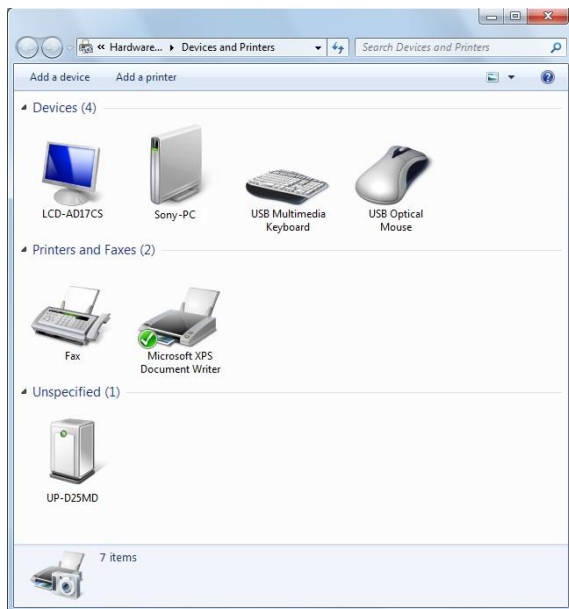 « Hardware... ▸ Devices and Printers
Search Devices and Printers
Add a device Add a printer
Devices (4)
LCD-AD17CS
Sony-PC
USB Multimedia
Keyboard
USB Optical
Mouse
Printers and Faxes (2)
Fax
Microsoft XPS
Document Writer
Unspecified (1)
UP-D25MD
7 items